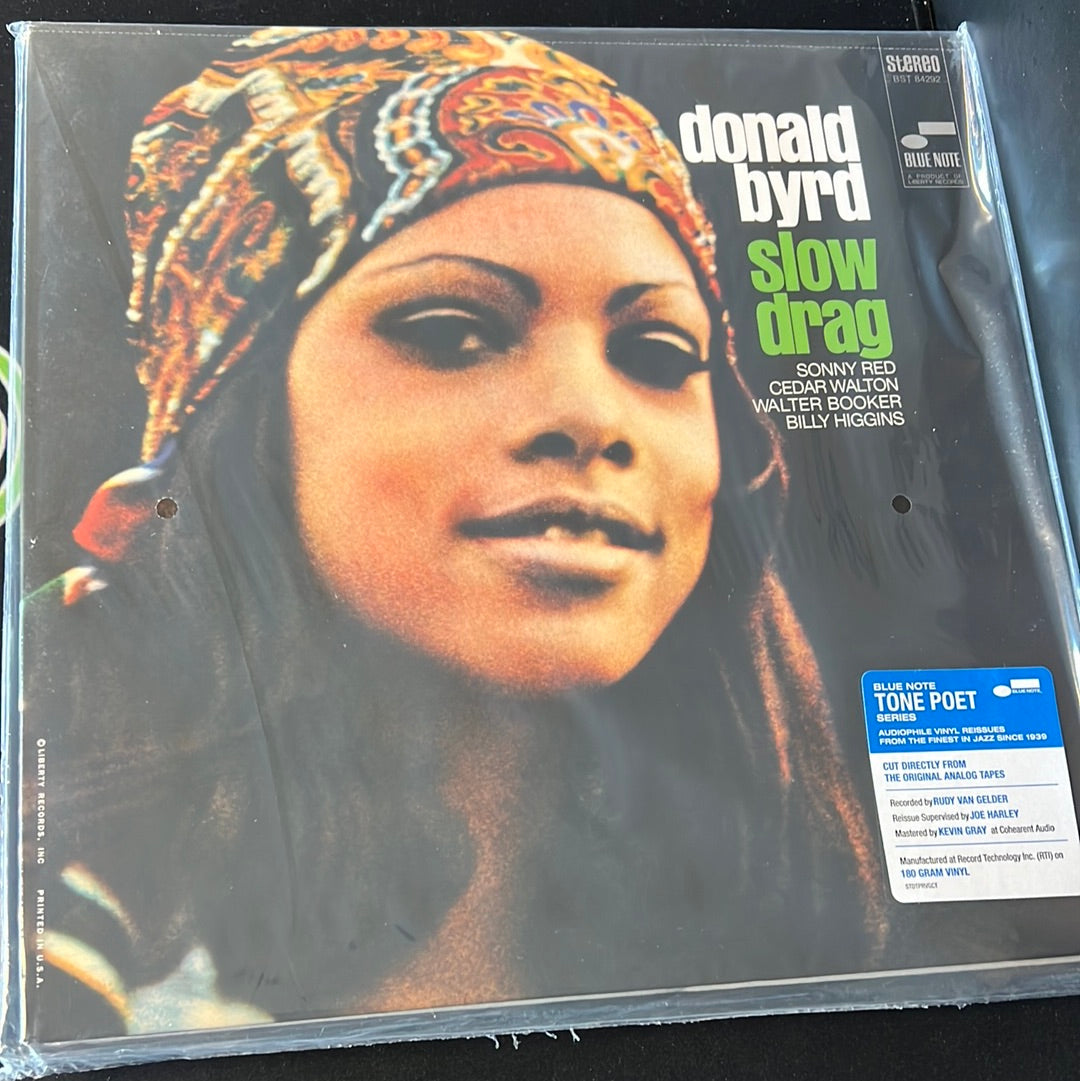 stereo
BST 84292
BLUE NOTE
A PRODUCT OF
LIBERTY RECORDS
donald
byrd
slow
drag
SONNY RED
CEDAR WALTON
WALTER BOOKER
BILLY HIGGINS
BLUE NOTE
TONE POET
SERIES
BLUE NOTE
AUDIOPHILE VINYL REISSUES
FROM THE FINEST IN JAZZ SINCE 1939
CUT DIRECTLY FROM
THE ORIGINAL ANALOG TAPES
Recorded by RUDY VAN GELDER
Reissue Supervised by JOE HARLEY
Mastered by KEVIN GRAY at Cohearent Audio
Manufactured at Record Technology Inc. (RTI) on
180 GRAM VINYL
©LIBERTY RECORDS, INC PRINTED IN U.S.A.